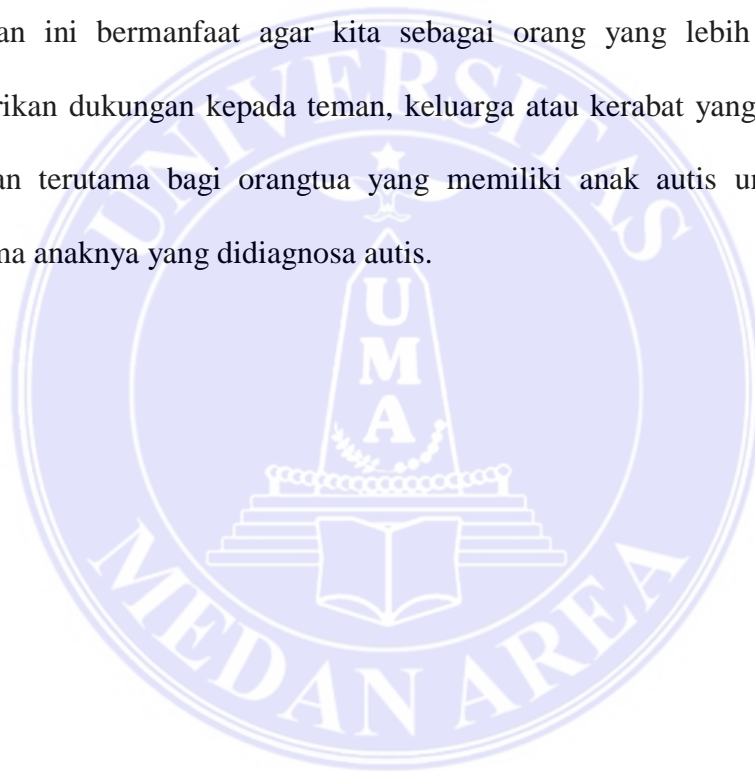 an ini bermanfaat agar kita sebagai orang yang lebih
rikan dukungan kepada teman, keluarga atau kerabat yang
an terutama bagi orangtua yang memiliki anak autis
na anaknya yang didiagnosa autis.
UNIVERSITAS
UMA
MEDAN AREA